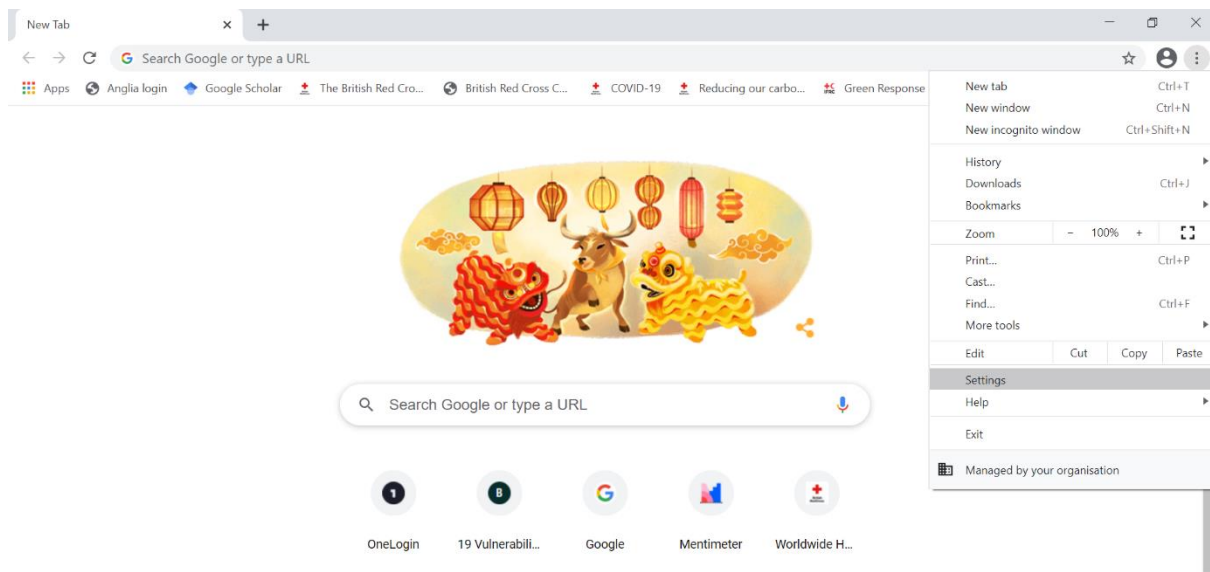 New Tab
Search Google or type a URL
Apps Anglia login Google Scholar The British Red Cro... British Red Cross C... COVID-19 Reducing our carbo... Green Response
New tab Ctrl+T
New window Ctrl+N
New incognito window Ctrl+Shift+N
History
Downloads Ctrl+J
Bookmarks
Zoom - 100% +
Print... Ctrl+P
Cast...
Find... Ctrl+F
More tools
Edit Cut Copy Paste
Settings
Help
Exit
Managed by your organisation
Search Google or type a URL
1 B G
OneLogin 19 Vulnerabili... Google Mentimeter Worldwide H...